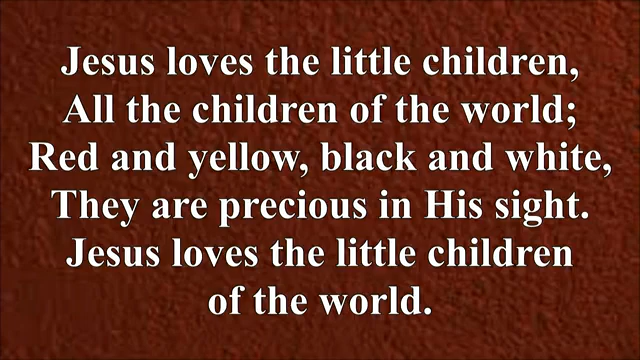 Jesus loves the little children,
All the children of the world;
Red and yellow, black and white,
They are precious in His sight.
Jesus loves the little children
of the world.